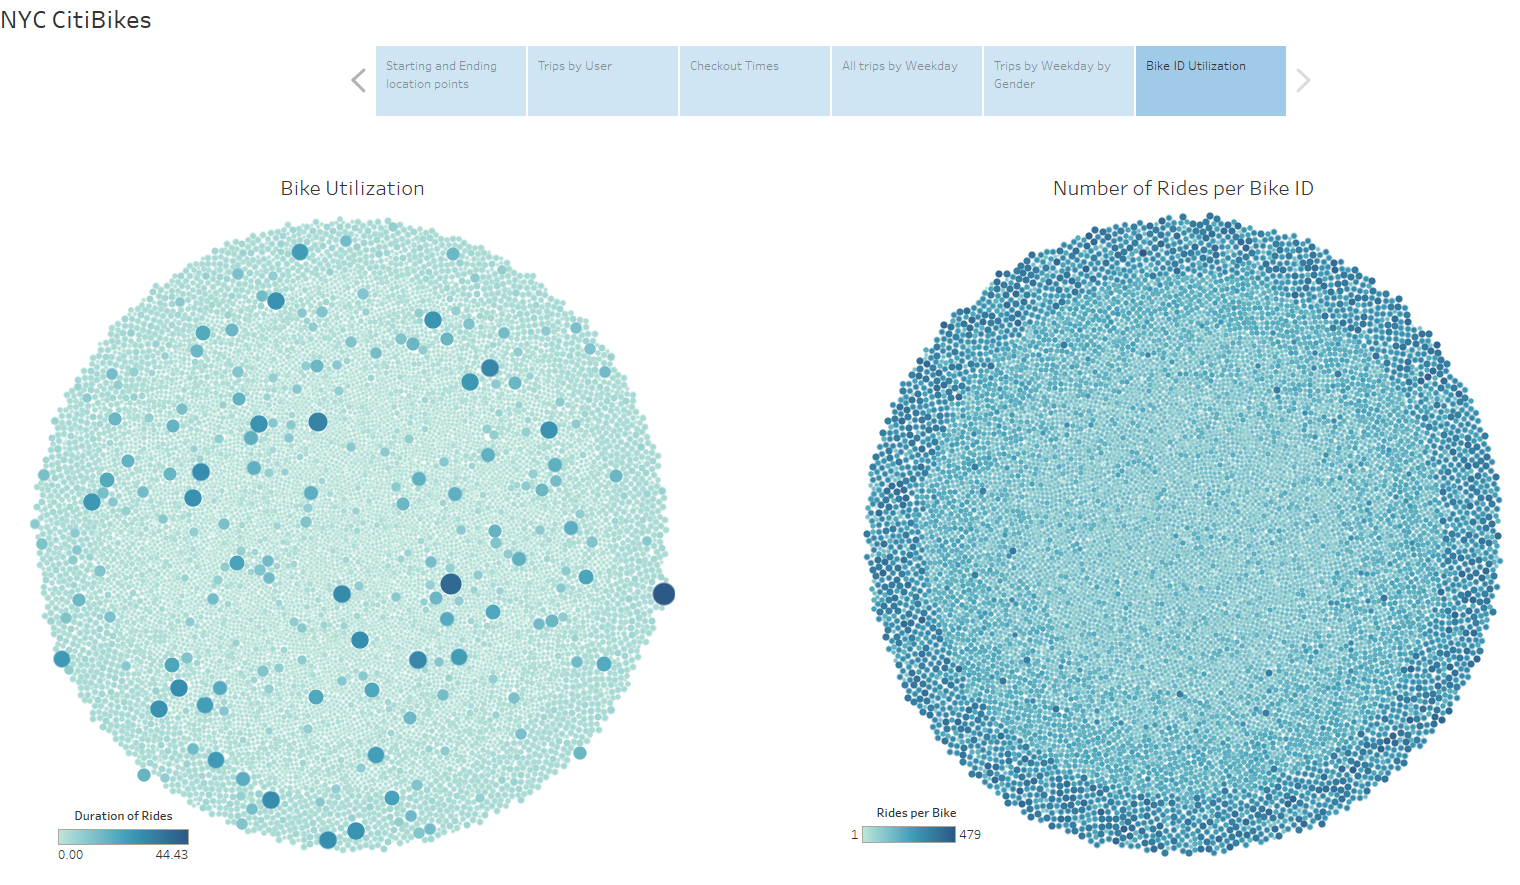 NYC CitiBikes
Starting and Ending
location points
Trips by User
Checkout Times
All trips by Weekday
Trips by Weekday by
Gender
Bike ID Utilization
Bike Utilization
Number of Rides per Bike ID
Duration of Rides
0.00
44.43
Rides per Bike
1
479